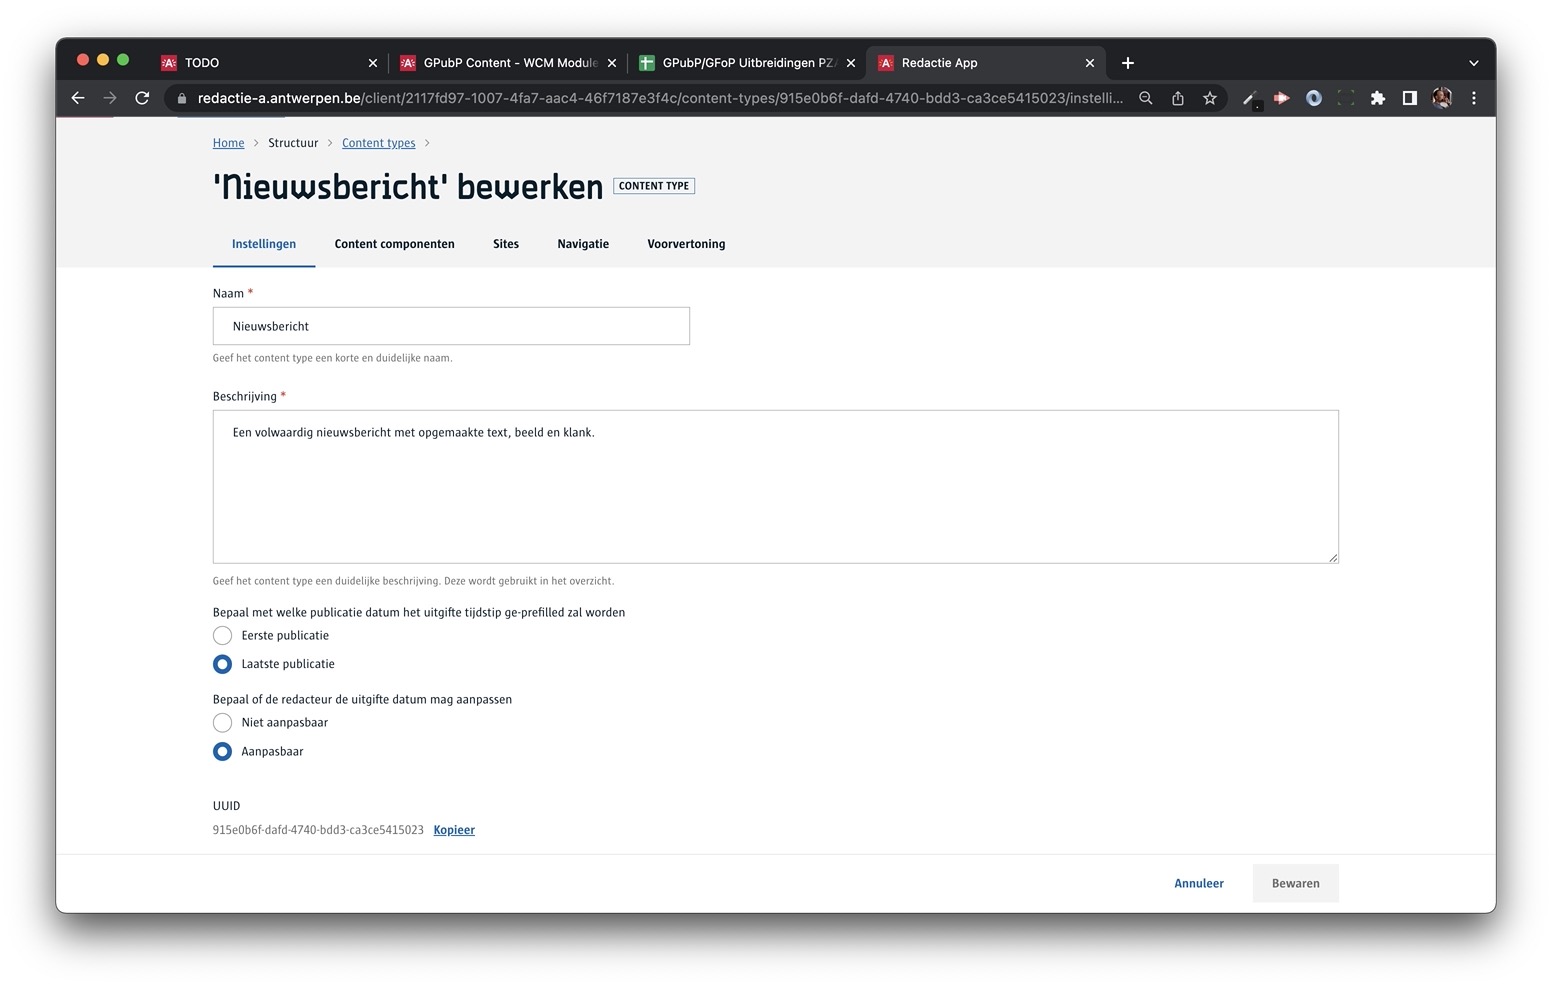 TODO
GPubP Content - WCM Module
GPubP/GFoP Uitbreidingen PZ
Redactie App
redactie-a.antwerpen.be/client/2117fd97-1007-4fa7-aac4-46f7187e3f4c/content-types/915e0b6f-dafd-4740-bdd3-ca3ce5415023/instelli...
Home > Structuur > Content types >
'Nieuwsbericht' bewerken CONTENT TYPE
Instellingen Content componenten Sites Navigatie Voorvertoning
Naam *
Nieuwsbericht
Geef het content type een korte en duidelijke naam.
Beschrijving *
Een volwaardig nieuwsbericht met opgemaakte text, beeld en klank.
Geef het content type een duidelijke beschrijving. Deze wordt gebruikt in het overzicht.
Bepaal met welke publicatie datum het uitgifte tijdstip ge-prefilled zal worden
Eerste publicatie
Laatste publicatie
Bepaal of de redacteur de uitgifte datum mag aanpassen
Niet aanpasbaar
Aanpasbaar
UUID
915e0b6f-dafd-4740-bdd3-ca3ce5415023 Kopieer
Annuleer Bewaren